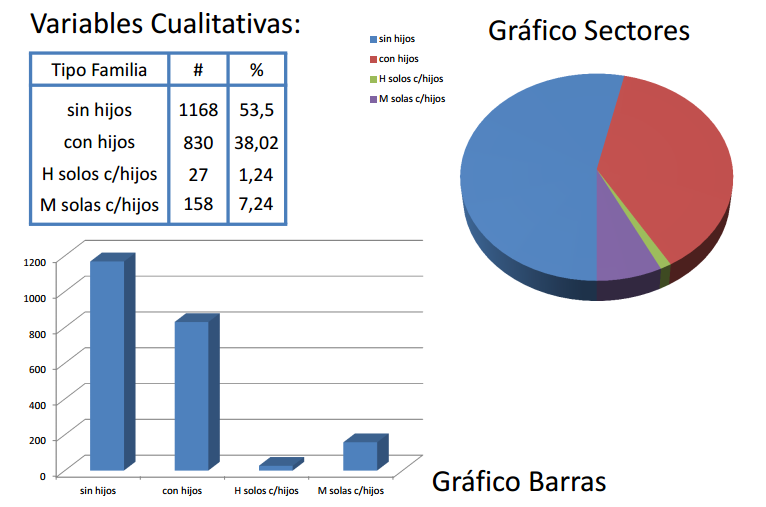 Variables Cualitativas:
Tipo Familia # %
sin hijos 1168 53,5
con hijos 830 38,02
H solos c/hijos 27 1,24
M solas c/hijos 158 7,24
sin hijos
con hijos
H solos c/hijos
M solas c/hijos
Gráfico Sectores
1200
1000
800
600
400
200
0
sin hijos con hijos H solos c/hijos M solas c/hijos
Gráfico Barras